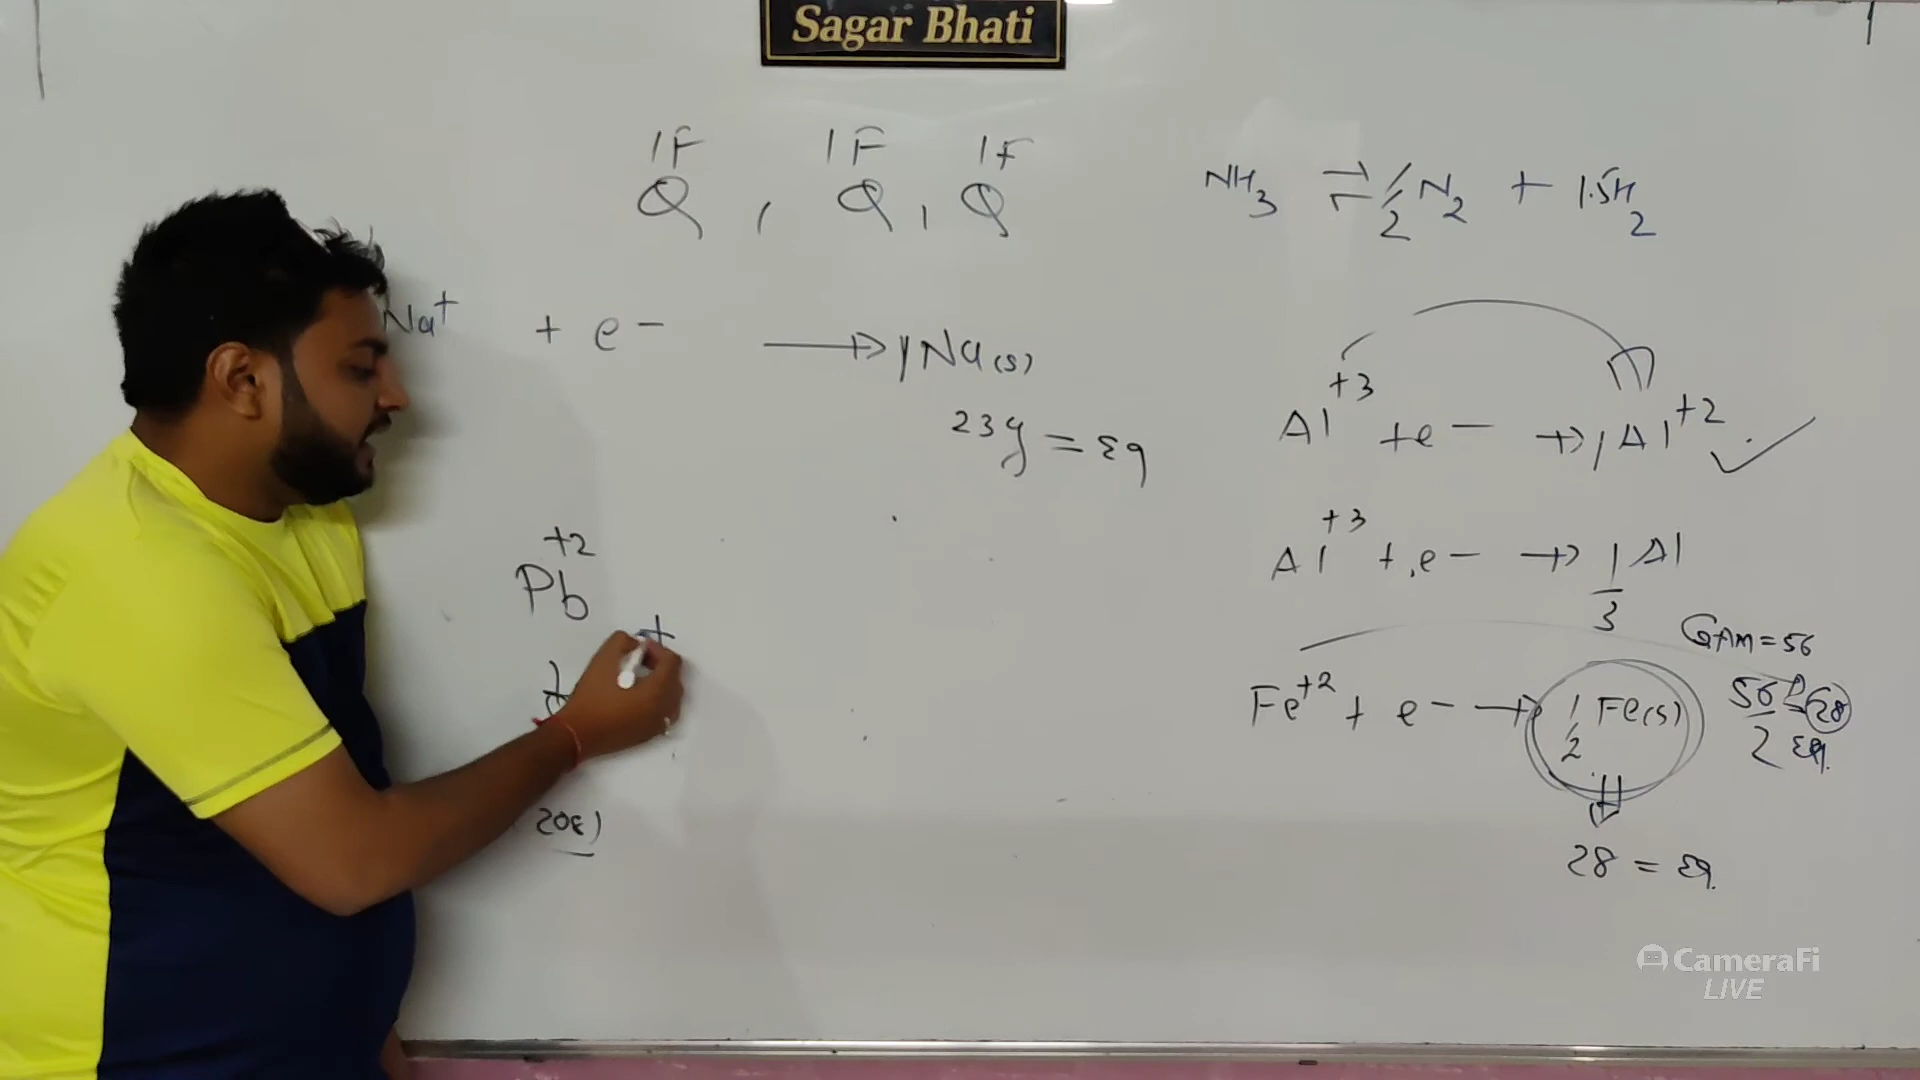 Sagar Bhati
1F 1F 1F
Q, Q, Q
NH3 ⇌ 1/2 N2 + 1.5H2
Na+ + e- → 1Na(s)
23g = Eq
Al+3 + e- → 1Al+2 ✓
Al+3 + 1e- → 1/3 Al
GAM = 56
Fe+2 + e- → 1/2 Fe(s)
56/2 = 28
Eq.
28 = Eq.
Pb+2 +
CameraFi
LIVE